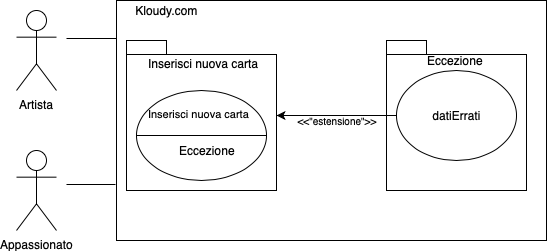 Kloudy.com
Inserisci nuova carta
Eccezione
Inserisci nuova carta
Eccezione
<<"estensione">>
datiErrati
Artista
Appassionato